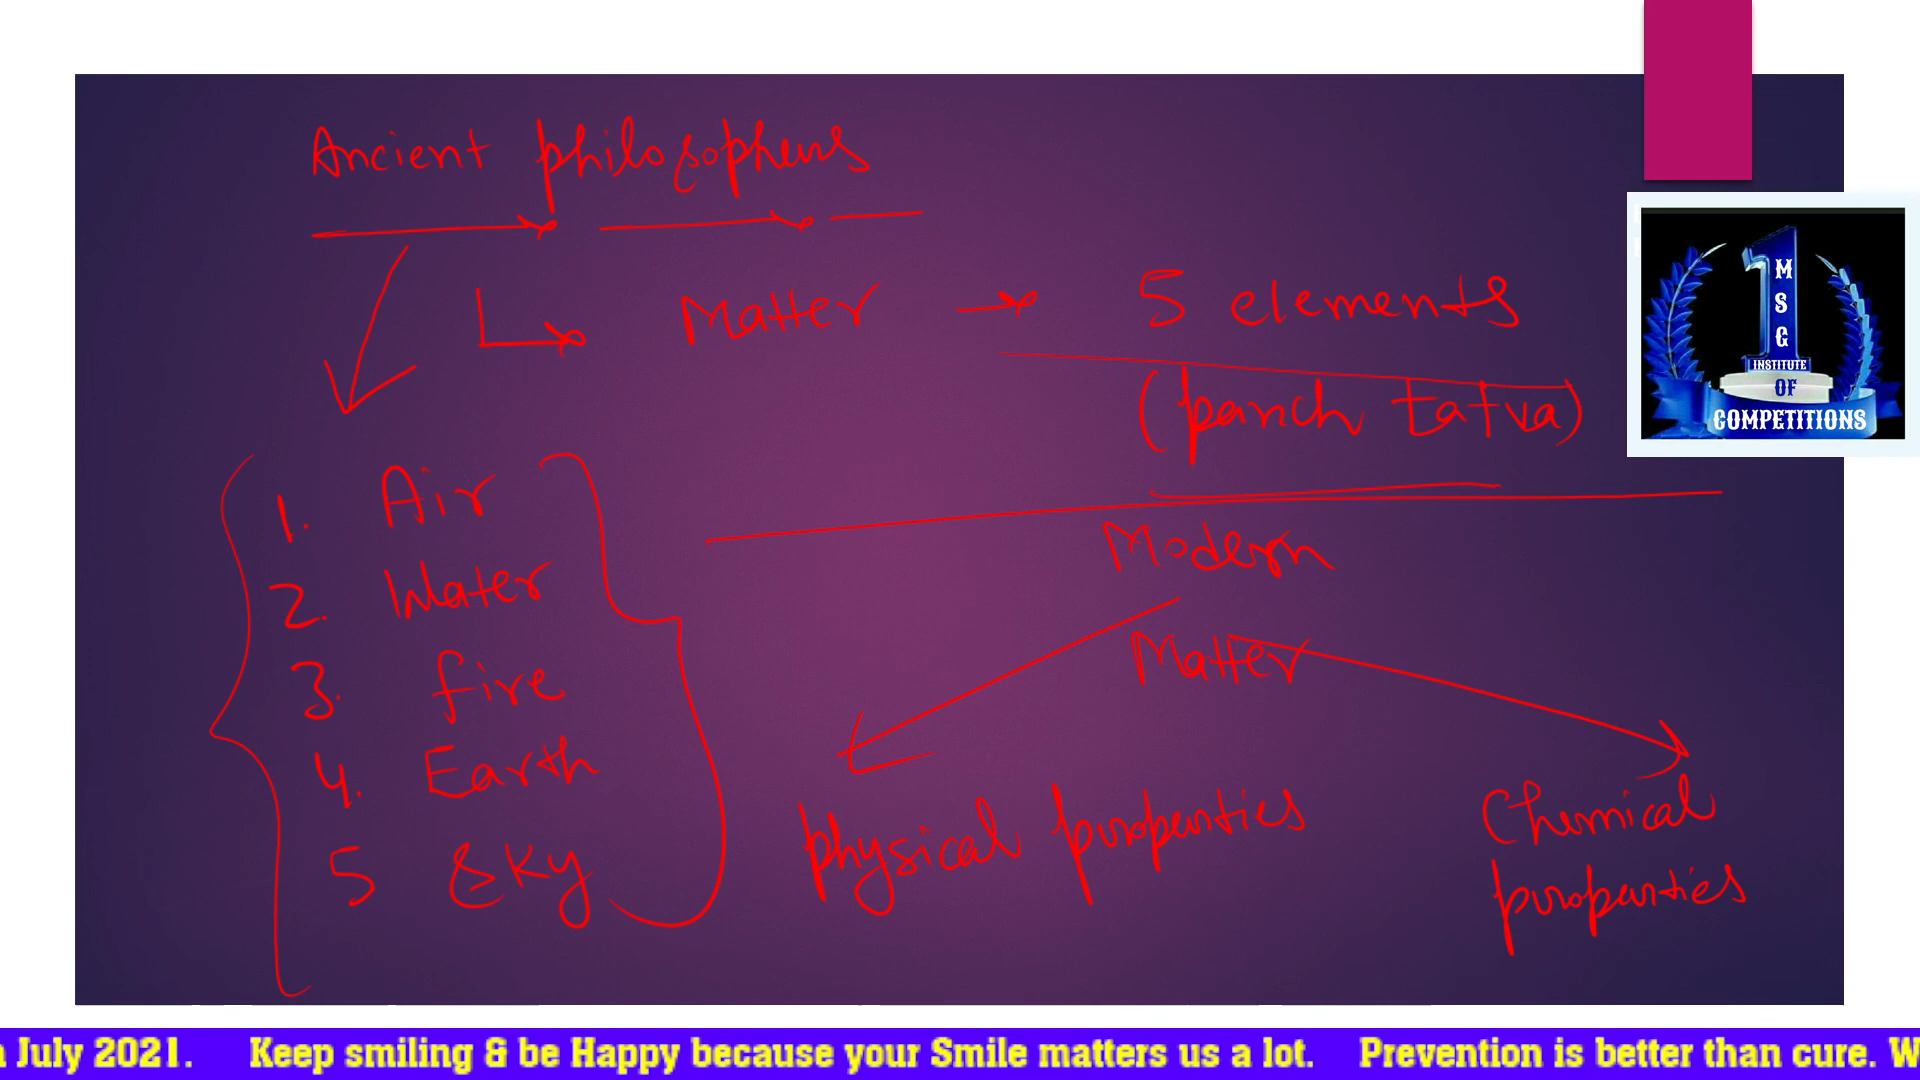 Ancient philosophers
Matter → 5 elements
(panch tatva)
1. Air
2. Water
3. fire
4. Earth
5 Sky
Modern
Matter
Physical properties
Chemical
properties
M
S
G
INSTITUTE
OF
COMPETITIONS
July 2021. Keep smiling & be Happy because your Smile matters us a lot. Prevention is better than cure. W